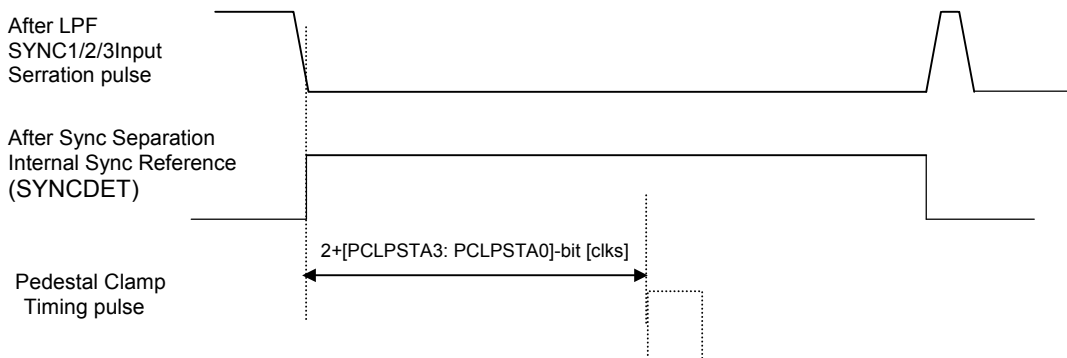 After LPF
SYNC1/2/3Input
Serration pulse
After Sync Separation
Internal Sync Reference
(SYNCDET)
2+[PCLPSTA3: PCLPSTA0]-bit [clks]
Pedestal Clamp
Timing pulse